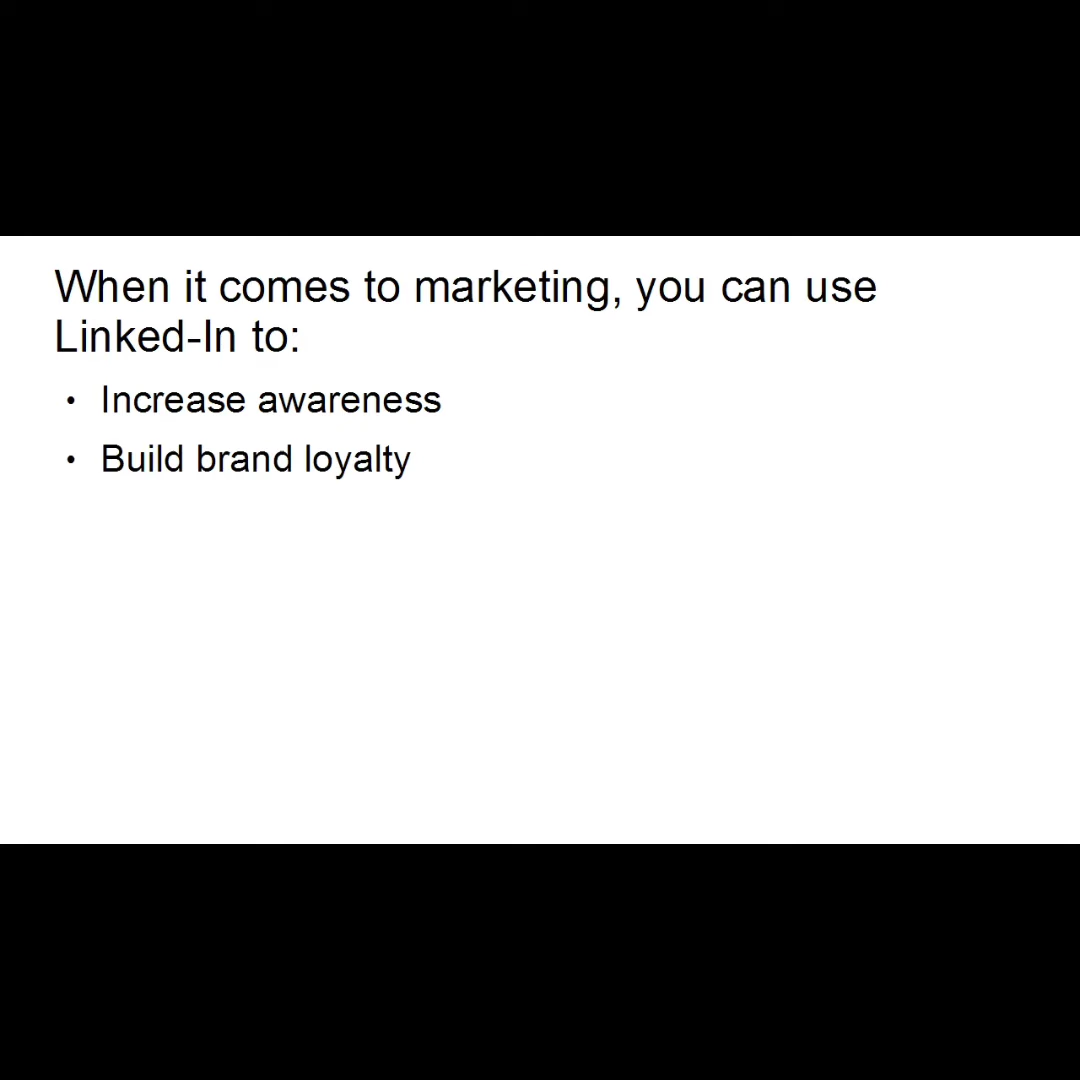 When it comes to marketing, you can use
Linked-In to:
• Increase awareness
• Build brand loyalty